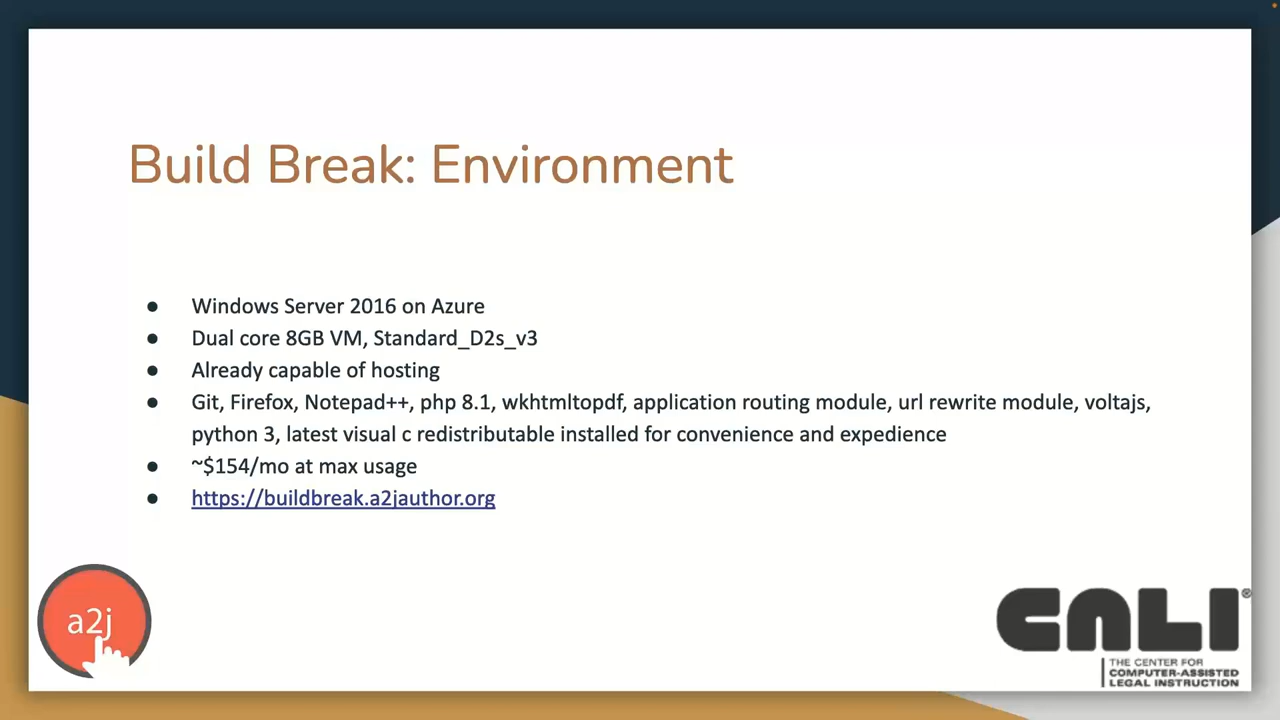 Build Break: Environment
● Windows Server 2016 on Azure
● Dual core 8GB VM, Standard_D2s_v3
● Already capable of hosting
● Git, Firefox, Notepad++, php 8.1, wkhtmltopdf, application routing module, url rewrite module, voltajs,
python 3, latest visual c redistributable installed for convenience and expedience
● ~$154/mo at max usage
● https://buildbreak.a2jauthor.org
a2j
CALI®
THE CENTER FOR
COMPUTER-ASSISTED
LEGAL INSTRUCTION